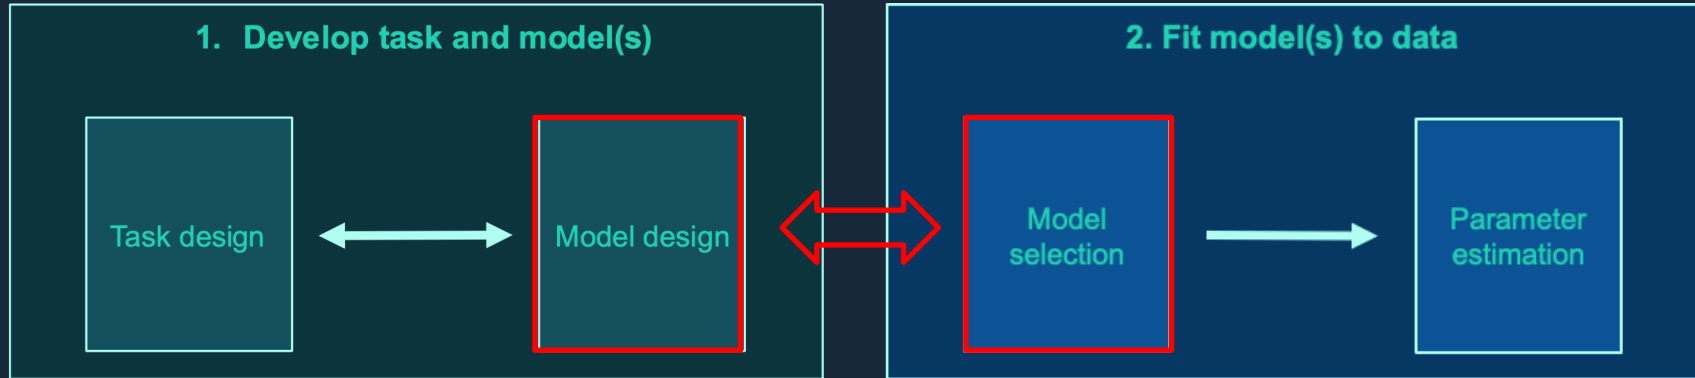 1. Develop task and model(s)
2. Fit model(s) to data
Task design
Model design
Model
selection
Parameter
estimation